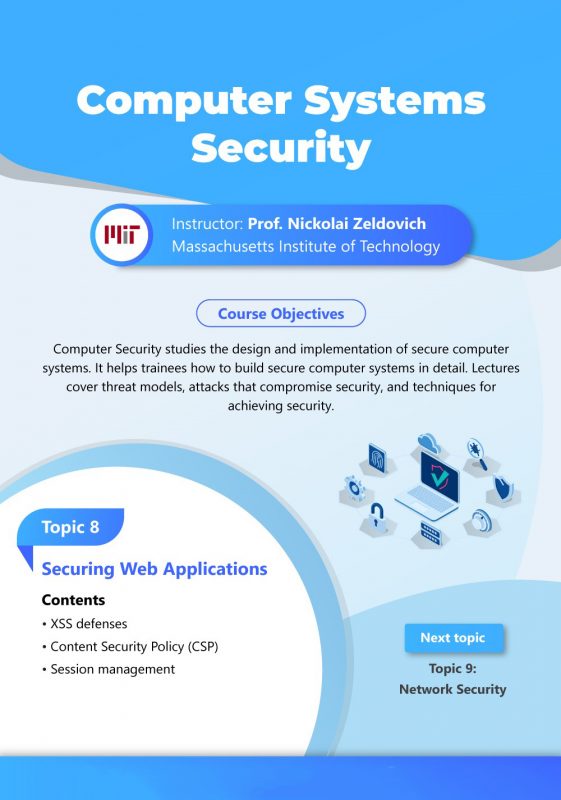 Computer Systems
Security
MIT
Instructor: Prof. Nickolai Zeldovich
Massachusetts Institute of Technology
Course Objectives
Computer Security studies the design and implementation of secure computer
systems. It helps trainees how to build secure computer systems in detail. Lectures
cover threat models, attacks that compromise security, and techniques for
achieving security.
Topic 8
Securing Web Applications
Contents
• XSS defenses
• Content Security Policy (CSP)
• Session management
Next topic
Topic 9:
Network Security